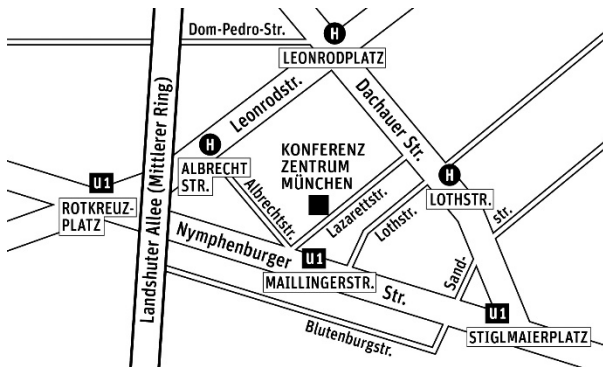 Dom-Pedro-Str.
H
LEONRODPLATZ
Landshuter Allee (Mittlerer Ring)
Leonrodstr.
Dachauer Str.
H
ALBRECHT
STR.
KONFERENZ
ZENTRUM
MÜNCHEN
H
LOTHSTR.
U1
ROTKREUZ-
PLATZ
Albrechtstr.
Lazarettstr.
Lothstr.
Nymphenburger Str.
U1
MAILLINGERSTR.
Sand-
str.
U1
STIGLMAIERPLATZ
Blutenburgstr.